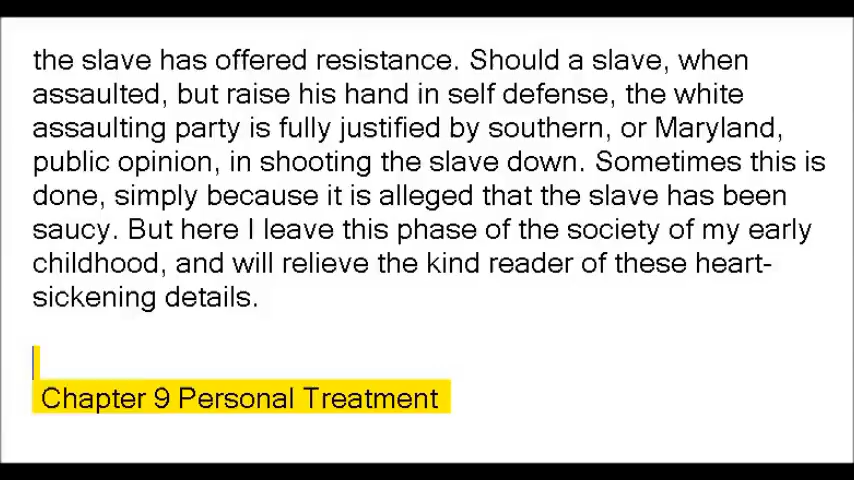 the slave has offered resistance. Should a slave, when
assaulted, but raise his hand in self defense, the white
assaulting party is fully justified by southern, or Maryland,
public opinion, in shooting the slave down. Sometimes this is
done, simply because it is alleged that the slave has been
saucy. But here I leave this phase of the society of my early
childhood, and will relieve the kind reader of these heart-
sickening details.
Chapter 9 Personal Treatment